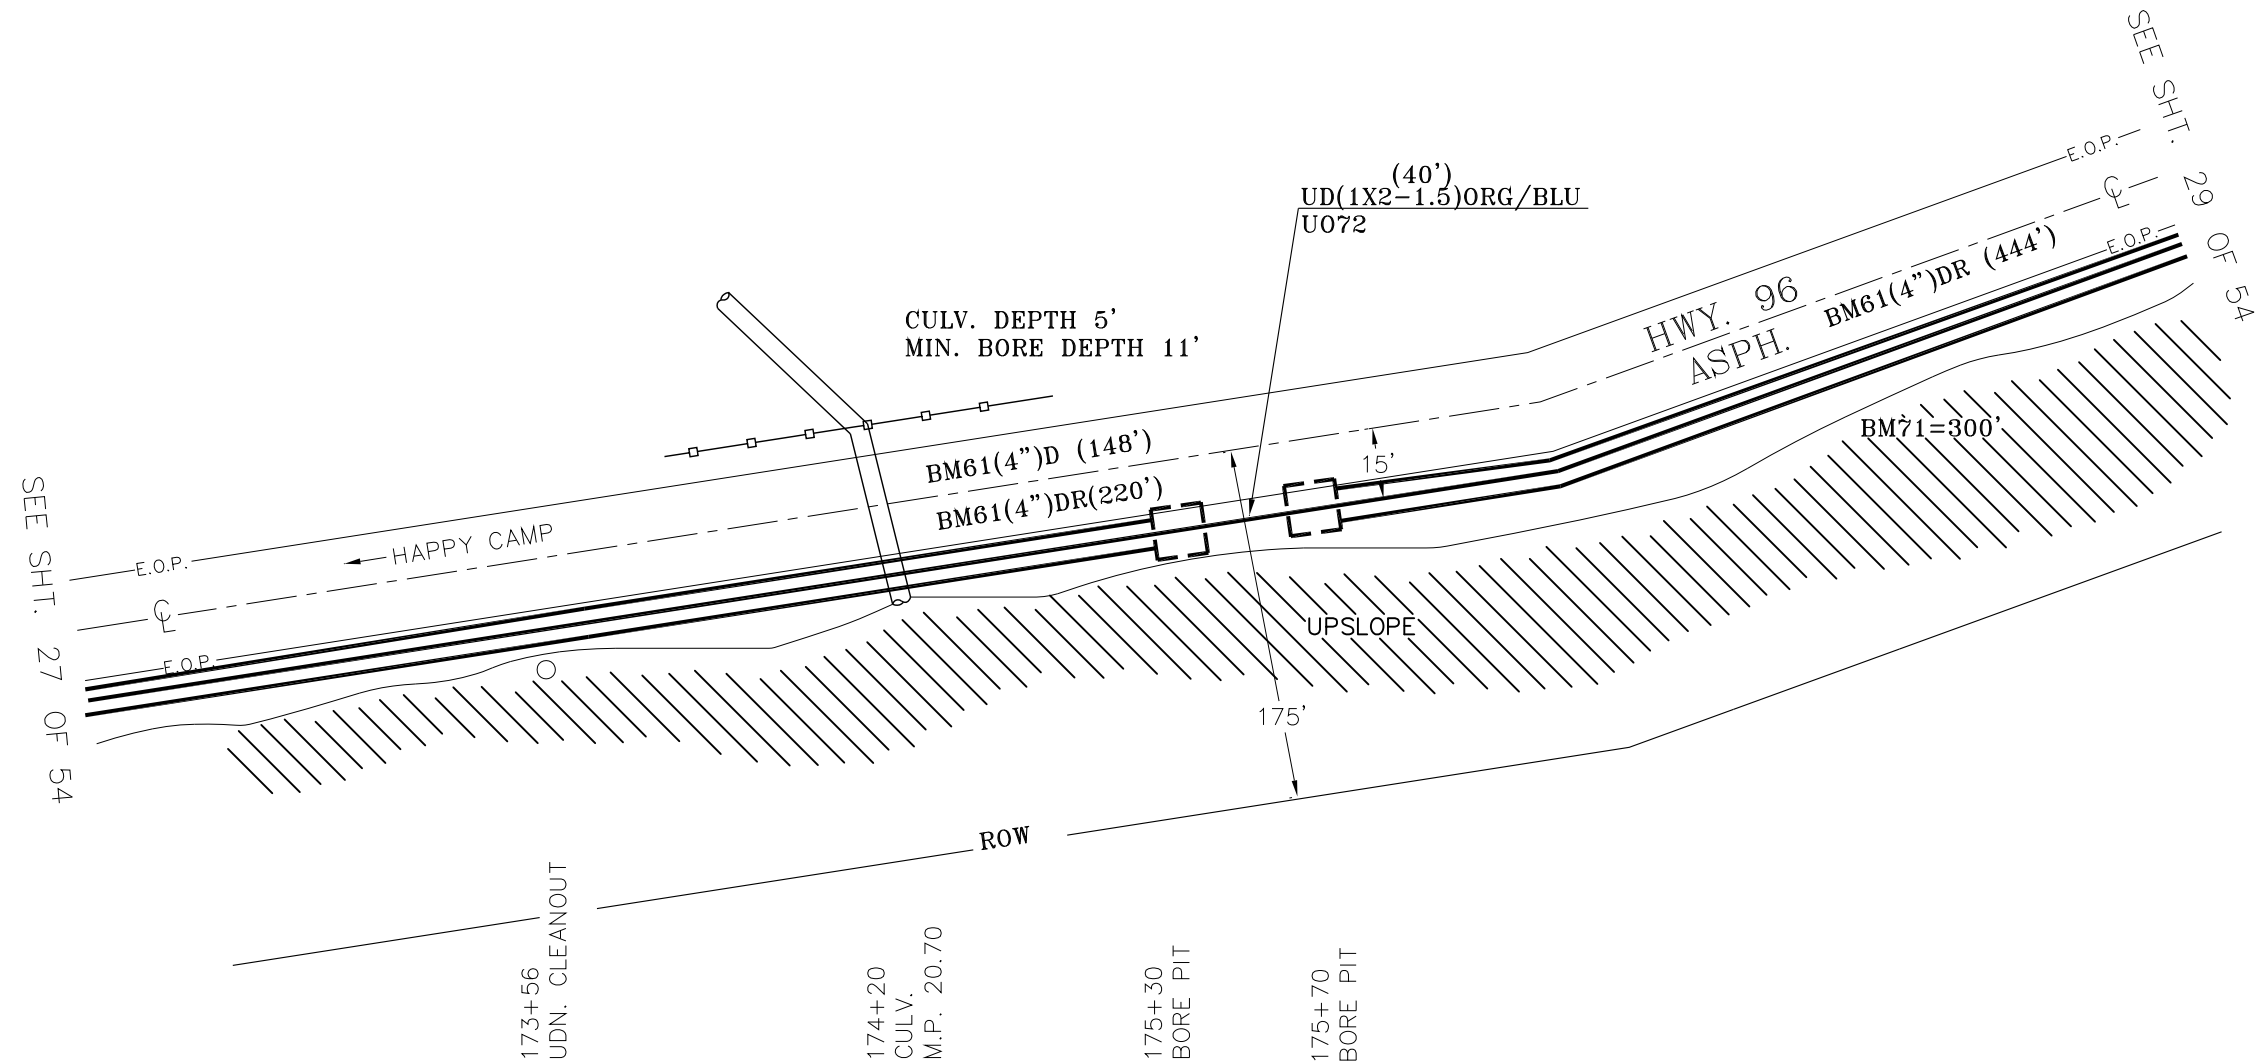 SEE SHT. 29 OF 54
E.O.P.
(40')
UD(1X2-1.5)ORG/BLU
UO72
CL
E.O.P.
BM61(4")DR (444')
HWY. 96
ASPH.
CULV. DEPTH 5'
MIN. BORE DEPTH 11'
BM71=300'
BM61(4")D (148')
15'
BM61(4")DR(220')
SEE SHT. 27 OF 54
HAPPY CAMP
E.O.P.
CL
UPSLOPE
E.O.P.
175'
ROW
173+56
UDN. CLEANOUT
174+20
CULV.
M.P. 20.70
175+30
BORE PIT
175+70
BORE PIT